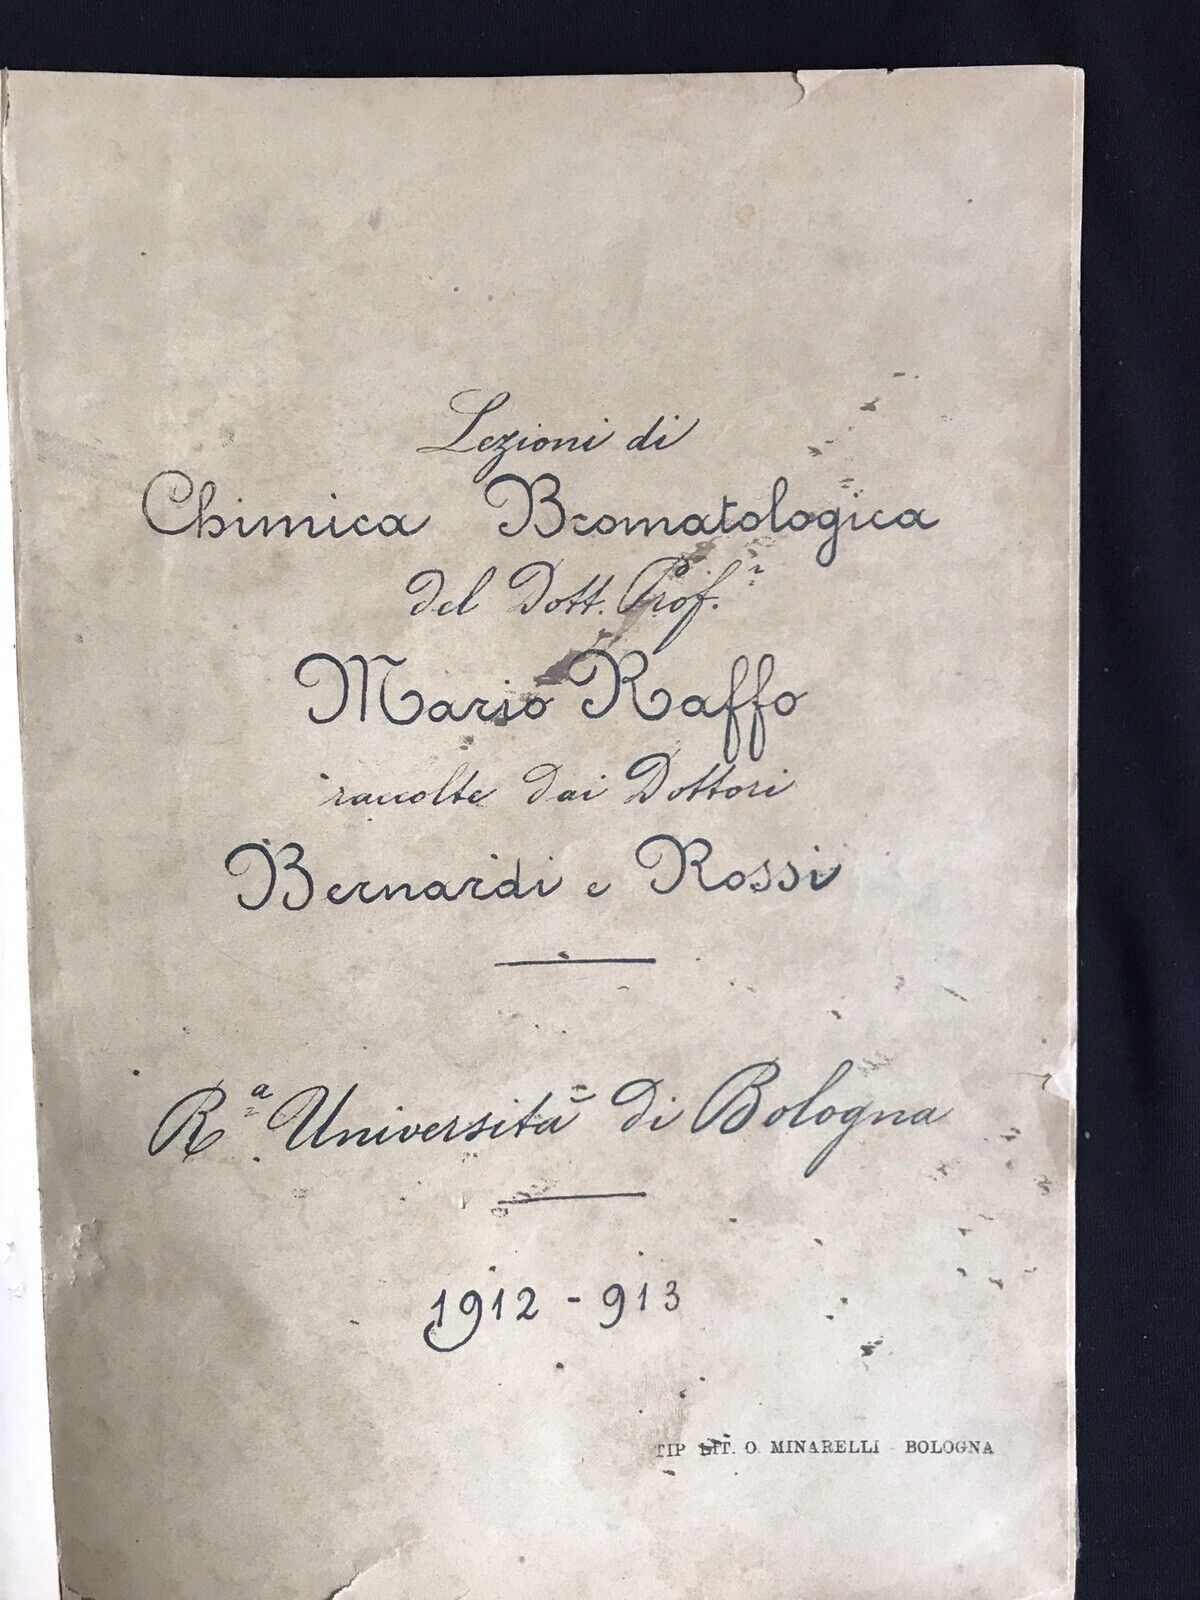 Lezioni di
Chimica Bromatologica
del Dott. Prof.r
Mario Raffo
raccolte dai Dottori
Bernardi e Rossi
Ra Università di Bologna
1912 - 913
TIP LIT. O. MINARELLI - BOLOGNA